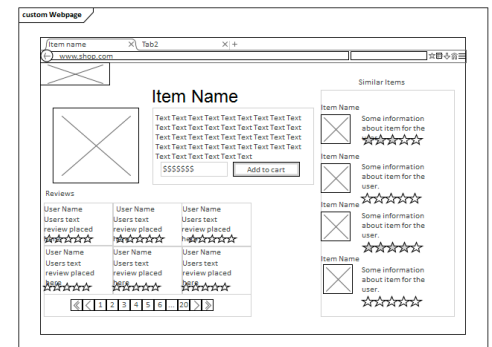 custom Webpage
Item name
Tab2
www.shop.com
Similar Items
Item Name
Text Text Text Text Text Text Text Text Text
Text Text Text Text Text Text Text Text Text
Text Text Text Text Text Text Text Text Text
Text Text Text Text Text Text Text Text Text
Text Text Text Text Text Text
$$$$$$$
Add to cart
Item Name
Some information
about item for the
Item Name
Some information
about item for the
user.
Item Name
Some information
about item for the
user.
Item Name
Some information
about item for the
user.
Reviews
User Name
Users text
review placed
User Name
Users text
review placed
User Name
Users text
review placed
User Name
Users text
review placed
here
User Name
Users text
review placed
here
User Name
Users text
review placed
here
1 2 3 4 5 6 ... 20